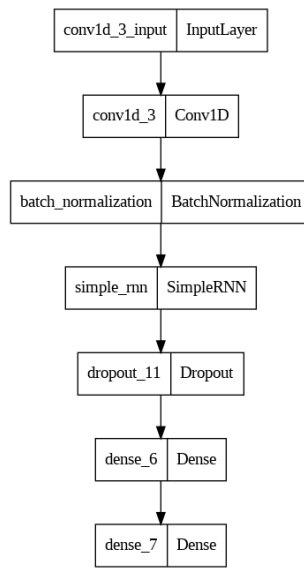 conv1d_3_input InputLayer
conv1d_3 Conv1D
batch_normalization BatchNormalization
simple_rnn SimpleRNN
dropout_11 Dropout
dense_6 Dense
dense_7 Dense